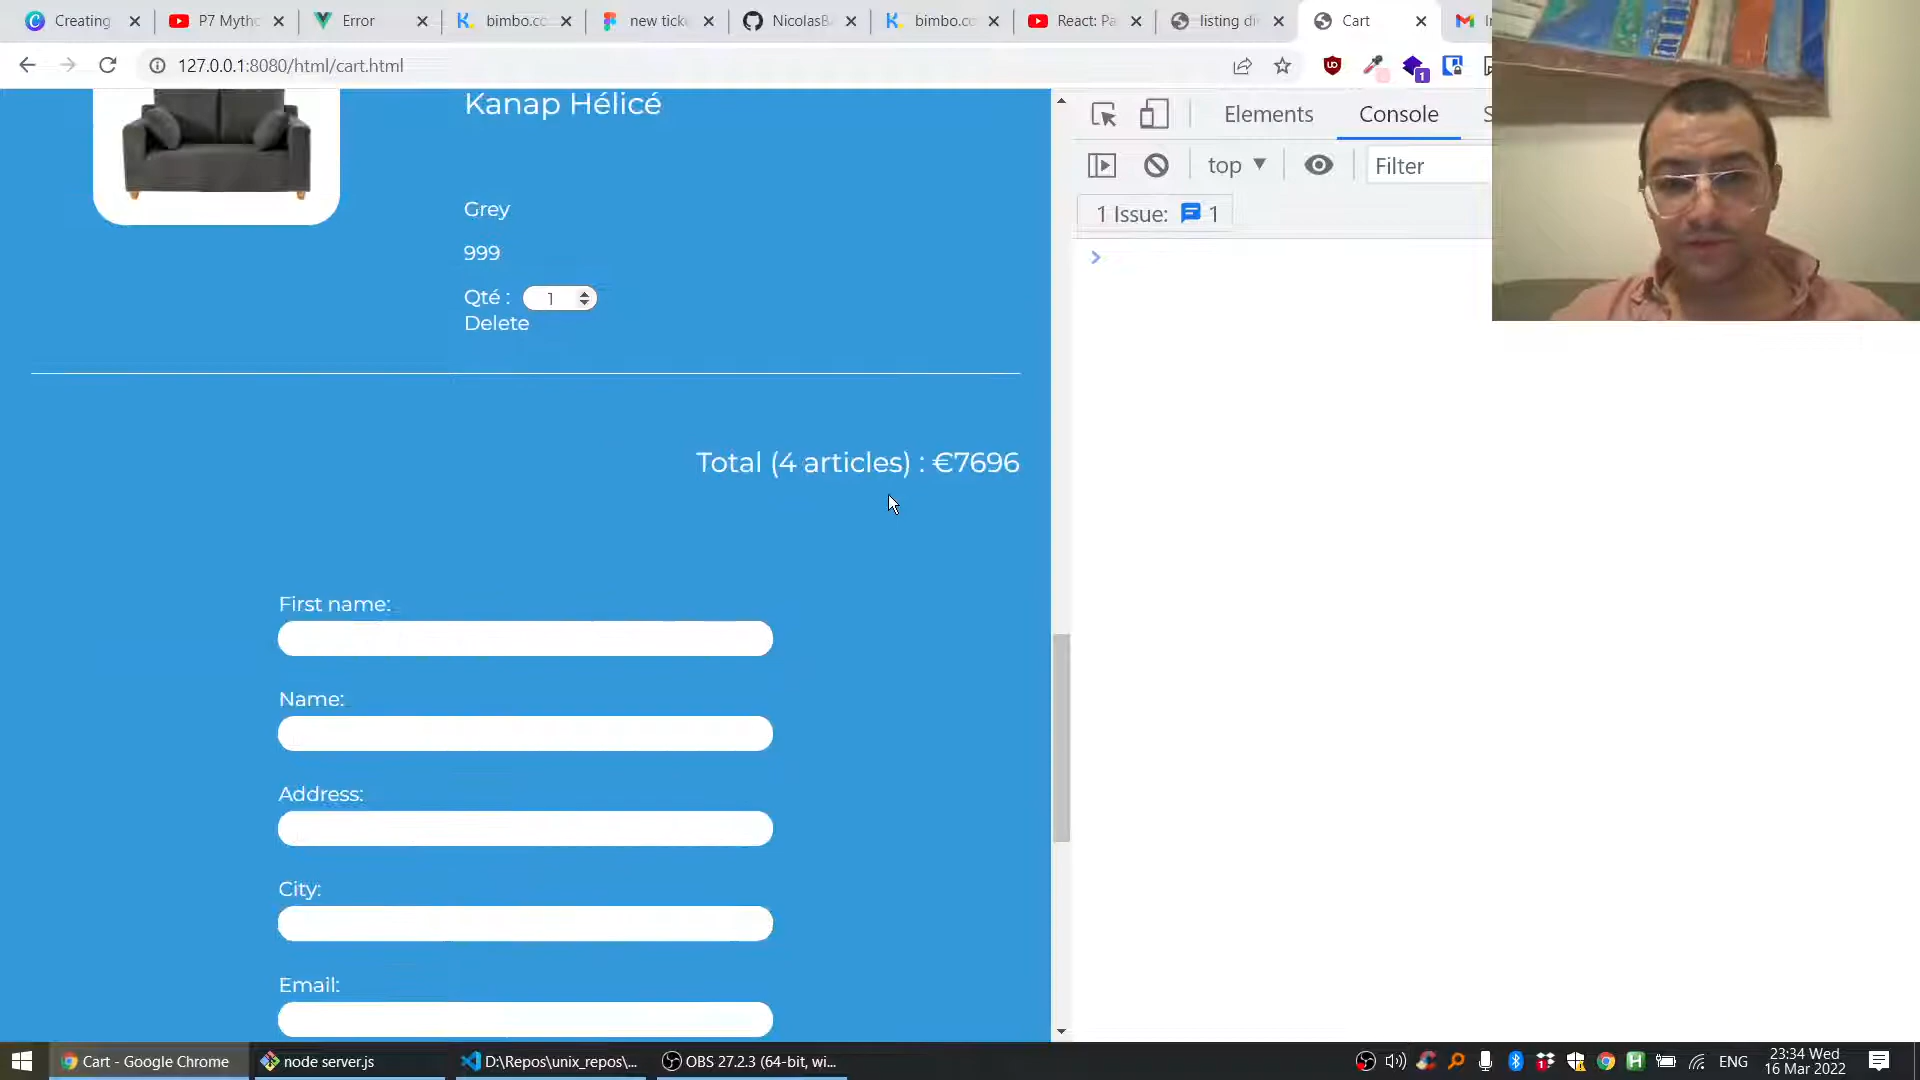 Creating
P7 Mytho
Error
bimbo.co
new ticke
NicolasB
bimbo.co
React: Pa
listing di
Cart
127.0.0.1:8080/html/cart.html
1
Kanap Hélicé
Grey
999
Qté : 1
Delete
Total (4 articles) : €7696
First name:
Name:
Address:
City:
Email:
Elements
Console
top
Filter
1 Issue: 1
Cart - Google Chrome
node server.js
D:\Repos\unix_repos\...
OBS 27.2.3 (64-bit, wi...
ENG
23:34 Wed
16 Mar 2022